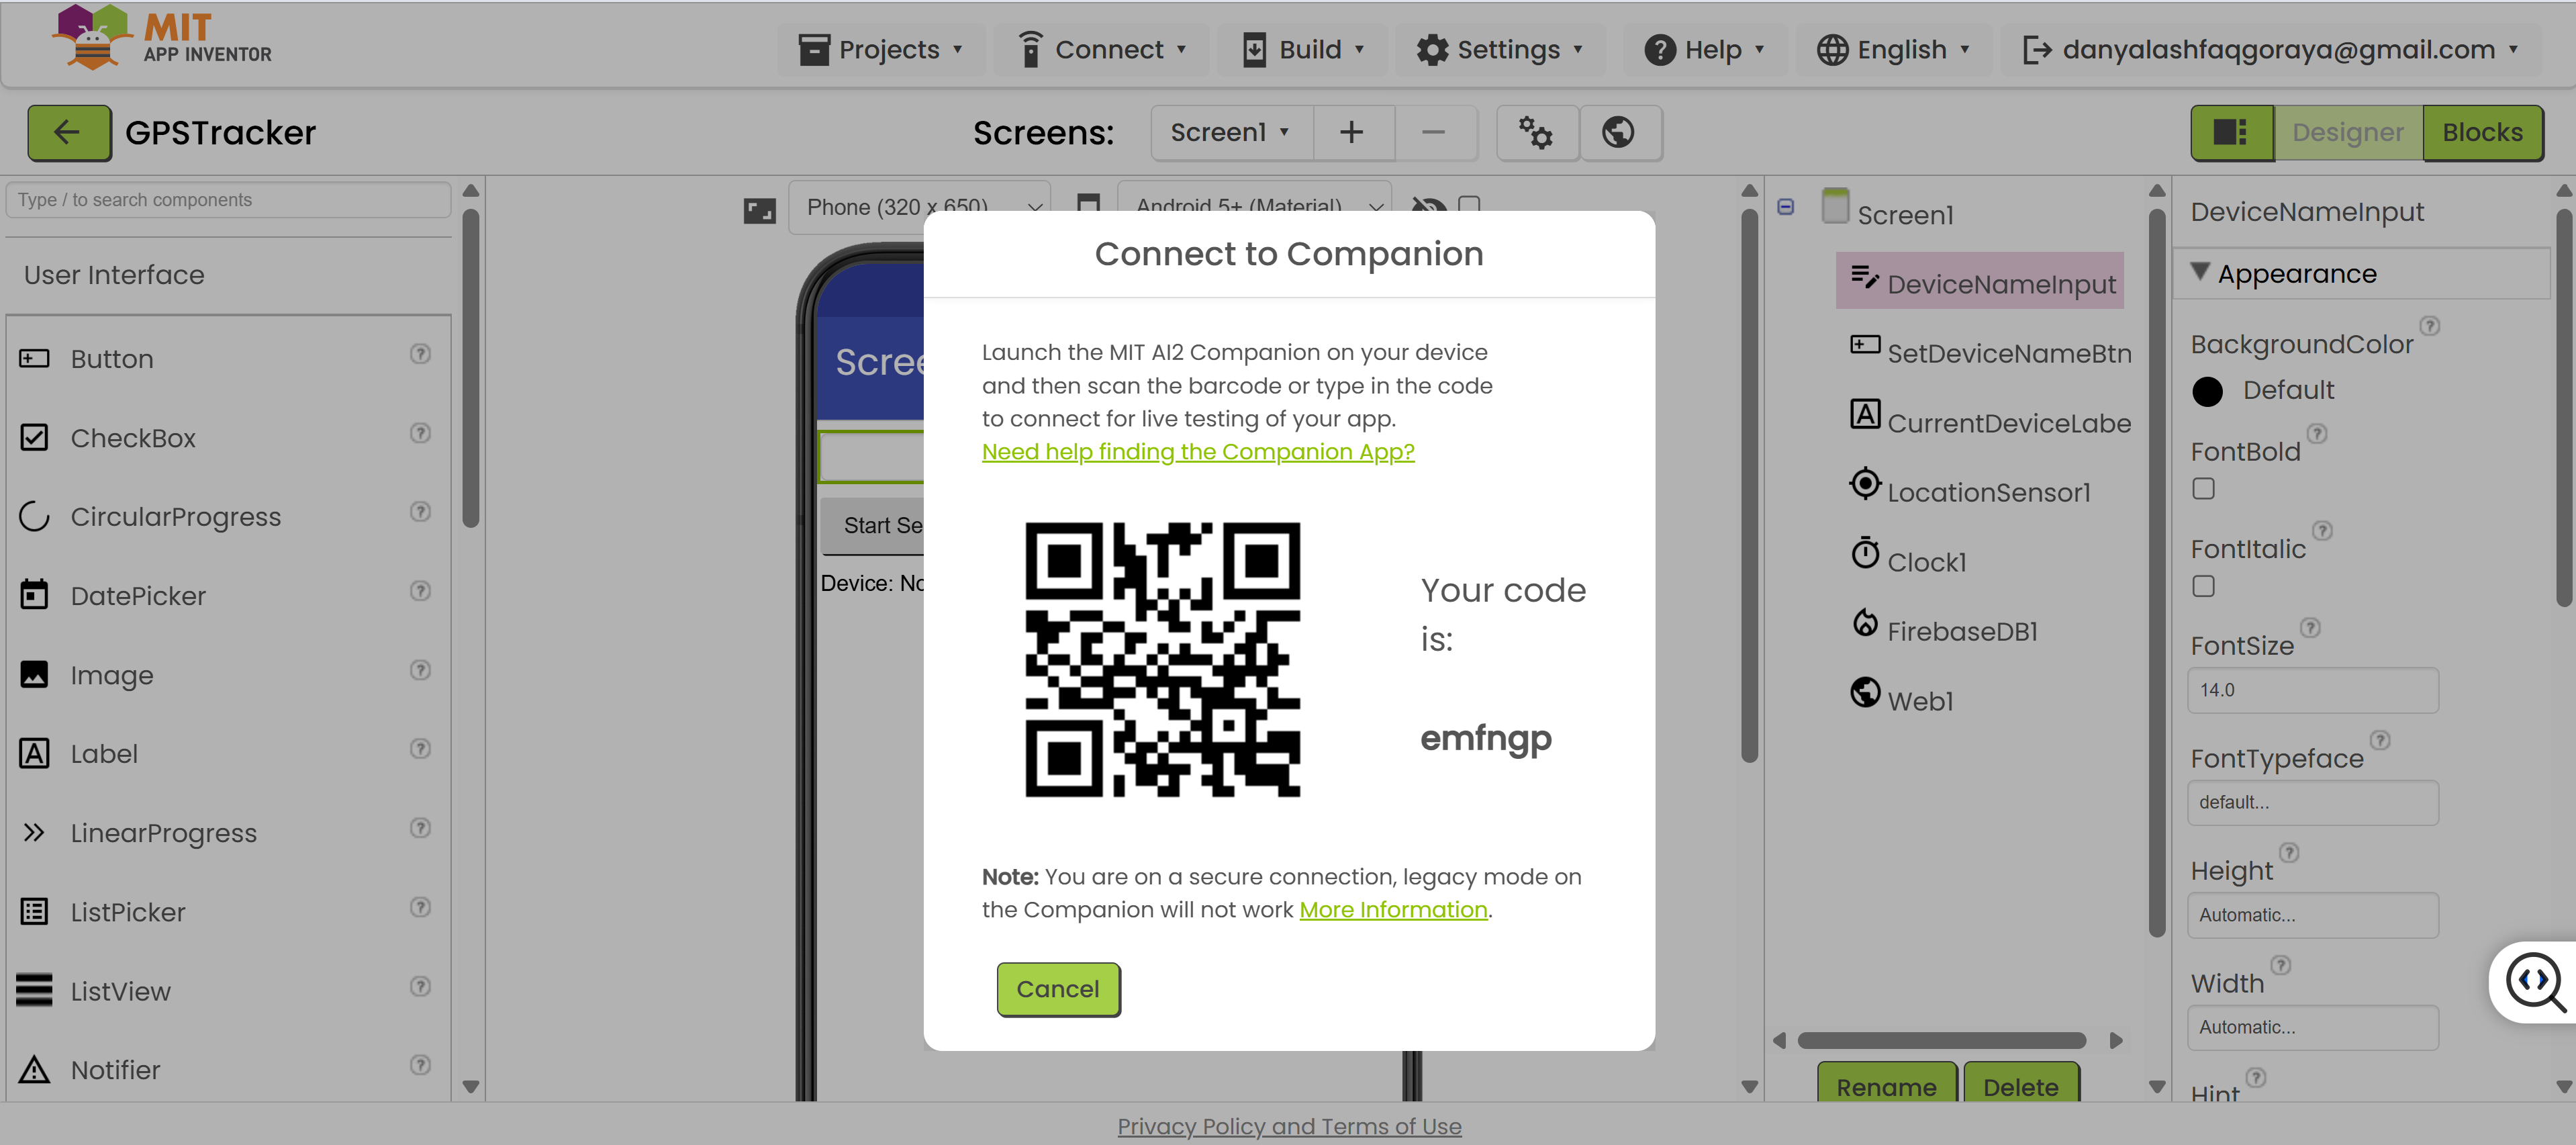 MIT
APP INVENTOR
Projects
Connect
Build
Settings
Help
English
danyalashfaqgoraya@gmail.com
GPSTracker
Screens:
Screen1
Designer
Blocks
Type / to search components
User Interface
Button
CheckBox
CircularProgress
DatePicker
Image
Label
LinearProgress
ListPicker
ListView
Notifier
Phone (320 x 650)
Android 5+ (Material)
Scree
Start Se
Device: No
Connect to Companion
Launch the MIT AI2 Companion on your device
and then scan the barcode or type in the code
to connect for live testing of your app.
Need help finding the Companion App?
Your code
is:
emfngp
Note: You are on a secure connection, legacy mode on
the Companion will not work More Information.
Cancel
Screen1
DeviceNameInput
SetDeviceNameBtn
CurrentDeviceLabe
LocationSensor1
Clock1
FirebaseDB1
Web1
Rename
Delete
DeviceNameInput
Appearance
BackgroundColor
Default
FontBold
FontItalic
FontSize
14.0
FontTypeface
default...
Height
Automatic...
Width
Automatic...
Hint
Privacy Policy and Terms of Use